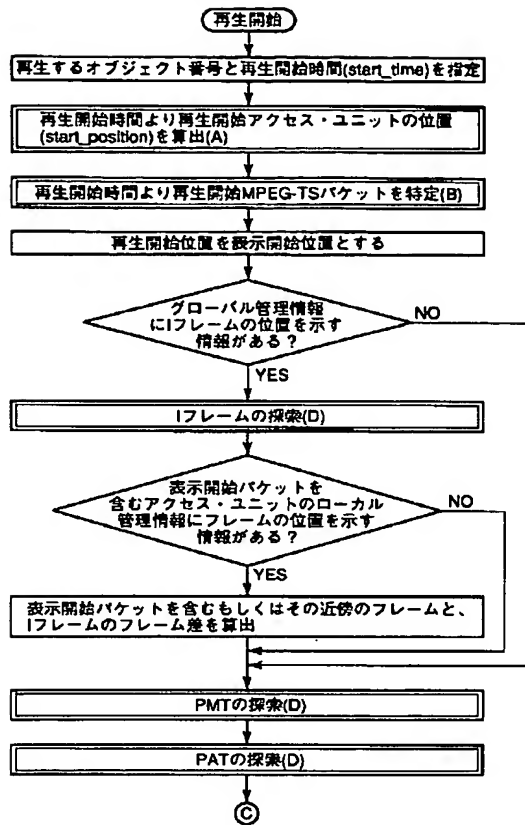 再生開始
再生するオブジェクト番号と再生開始時間(start_time)を指定
再生開始時間より再生開始アクセス・ユニットの位置
(start_position)を算出(A)
再生開始時間より再生開始MPEG-TSパケットを特定(B)
再生開始位置を表示開始位置とする
グローバル管理情報
にIフレームの位置を示す
情報がある?
NO
YES
Iフレームの探索(D)
表示開始パケットを
含むアクセス・ユニットのローカル
管理情報にフレームの位置を示す
情報がある?
NO
YES
表示開始パケットを含むもしくはその近傍のフレームと、
Iフレームのフレーム差を算出
PMTの探索(D)
PATの探索(D)
C